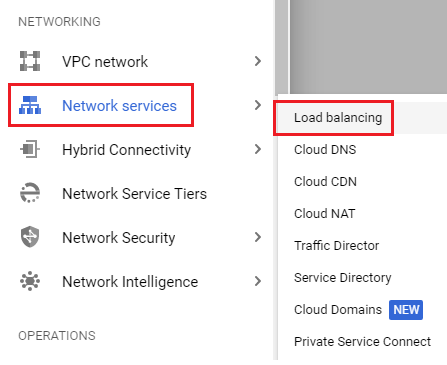 NETWORKING
VPC network
Network services
Hybrid Connectivity
Network Service Tiers
Network Security
Network Intelligence
OPERATIONS
Load balancing
Cloud DNS
Cloud CDN
Cloud NAT
Traffic Director
Service Directory
Cloud Domains NEW
Private Service Connect